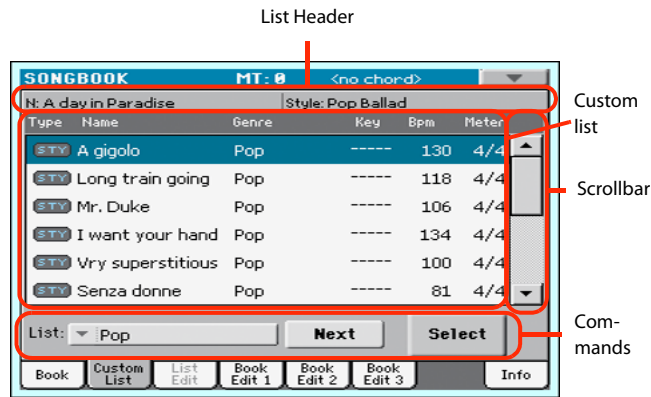 List Header
SONGBOOK MT: 0 <no chord>
N: A day in Paradise Style: Pop Ballad
Type Name Genre Key Bpm Meter
STY A gigolo Pop ----- 130 4/4
STY Long train going Pop ----- 118 4/4
STY Mr. Duke Pop ----- 106 4/4
STY I want your hand Pop ----- 134 4/4
STY Vry superstitious Pop ----- 100 4/4
STY Senza donne Pop ----- 81 4/4
List: Pop Next Select
Book Custom List List Edit Book Edit 1 Book Edit 2 Book Edit 3 Info
Custom
list
Scrollbar
Com-
mands